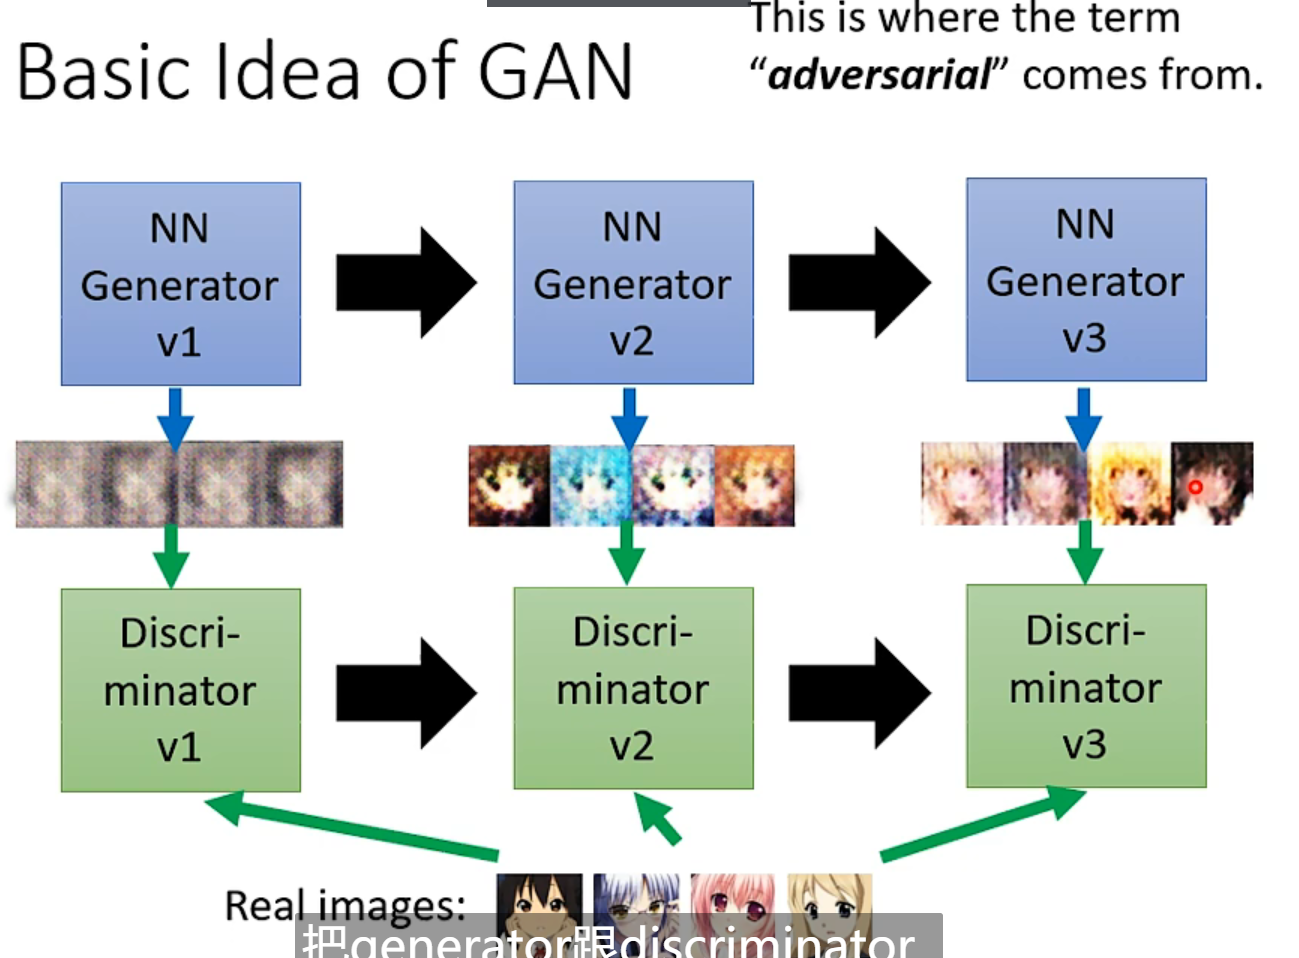 Basic Idea of GAN
This is where the term
“adversarial” comes from.
NN
Generator
v1
NN
Generator
v2
NN
Generator
v3
Discri-
minator
v1
Discri-
minator
v2
Discri-
minator
v3
Real images:
把generator跟discriminator